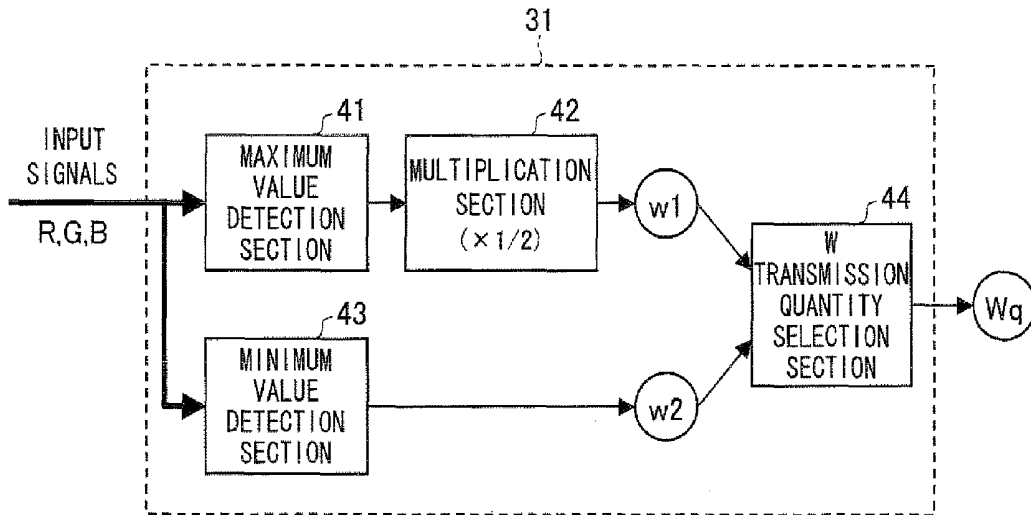 31
INPUT
SIGNALS
R,G,B
41
MAXIMUM
VALUE
DETECTION
SECTION
42
MULTIPLICATION
SECTION
(×1/2)
w1
44
W
TRANSMISSION
QUANTITY
SELECTION
SECTION
Wq
43
MINIMUM
VALUE
DETECTION
SECTION
w2